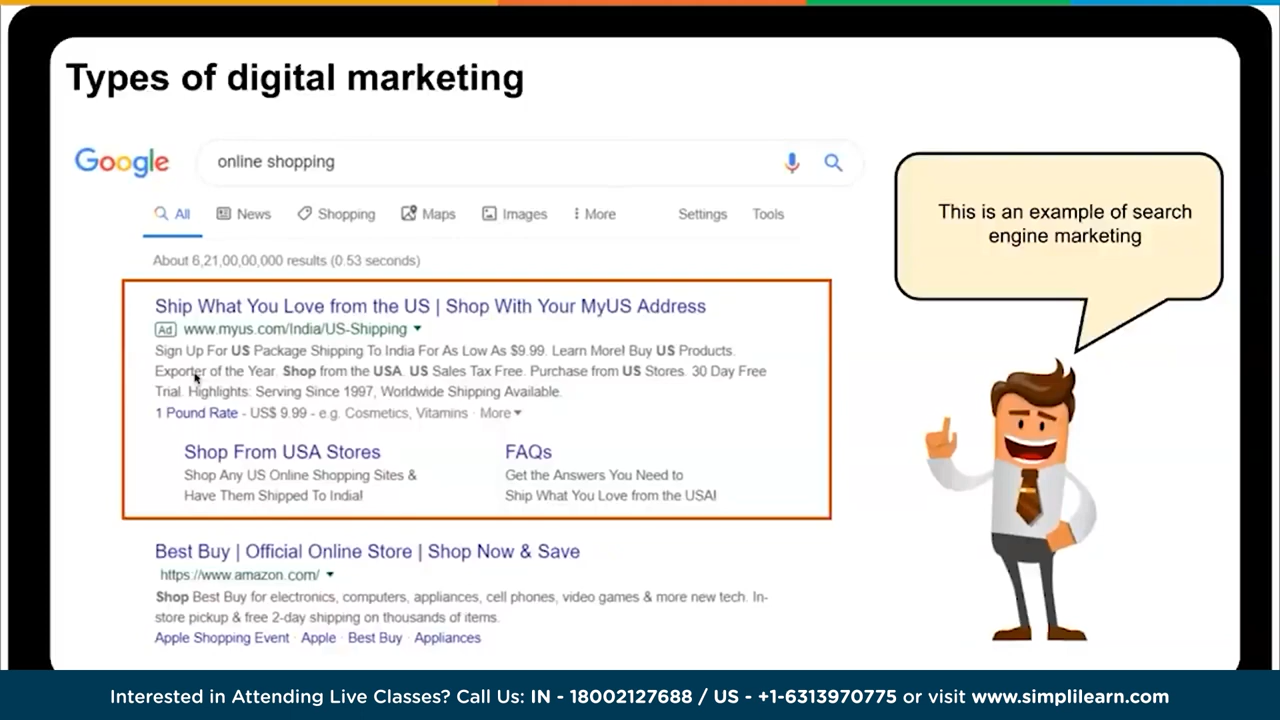 Types of digital marketing
Google
online shopping
All News Shopping Maps Images More Settings Tools
About 6,21,00,00,000 results (0.53 seconds)
Ship What You Love from the US | Shop With Your MyUS Address
Ad www.myus.com/India/US-Shipping
Sign Up For US Package Shipping To India For As Low As $9.99. Learn More! Buy US Products.
Exporter of the Year. Shop from the USA. US Sales Tax Free. Purchase from US Stores. 30 Day Free
Trial. Highlights: Serving Since 1997, Worldwide Shipping Available.
1 Pound Rate - US$ 9.99 - e.g. Cosmetics, Vitamins · More
Shop From USA Stores
Shop Any US Online Shopping Sites &
Have Them Shipped To India!
FAQs
Get the Answers You Need to
Ship What You Love from the USA!
Best Buy | Official Online Store | Shop Now & Save
https://www.amazon.com/
Shop Best Buy for electronics, computers, appliances, cell phones, video games & more new tech. In-
store pickup & free 2-day shipping on thousands of items.
Apple Shopping Event · Apple · Best Buy · Appliances
This is an example of search
engine marketing
Interested in Attending Live Classes? Call Us: IN - 18002127688 / US - +1-6313970775 or visit www.simplilearn.com